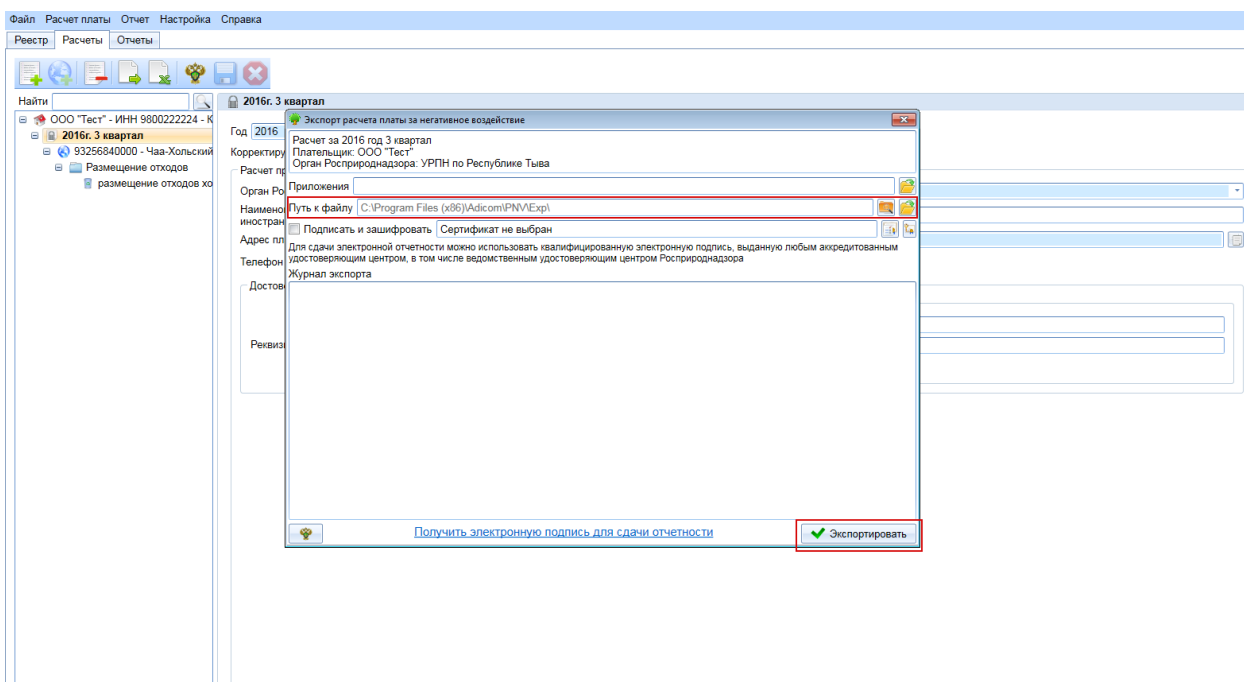 Файл Расчет платы Отчет Настройка Справка
Реестр Расчеты Отчеты
Найти
2016г. 3 квартал
ООО "Тест" - ИНН 9800222224 - К
2016г. 3 квартал
93256840000 - Чаа-Хольский
Размещение отходов
размещение отходов хо
Год 2016
Корректиру
Расчет пр
Орган Ро
Наимено
иностран
Адрес пл
Телефон
Достов
Реквиз
Экспорт расчета платы за негативное воздействие
Расчет за 2016 год 3 квартал
Плательщик: ООО "Тест"
Орган Росприроднадзора: УРПН по Республике Тыва
Приложения
Путь к файлу C:\Program Files (x86)\Adicom\PNV\Exp\
Подписать и зашифровать Сертификат не выбран
Для сдачи электронной отчетности можно использовать квалифицированную электронную подпись, выданную любым аккредитованным
удостоверяющим центром, в том числе ведомственным удостоверяющим центром Росприроднадзора
Журнал экспорта
Получить электронную подпись для сдачи отчетности
Экспортировать